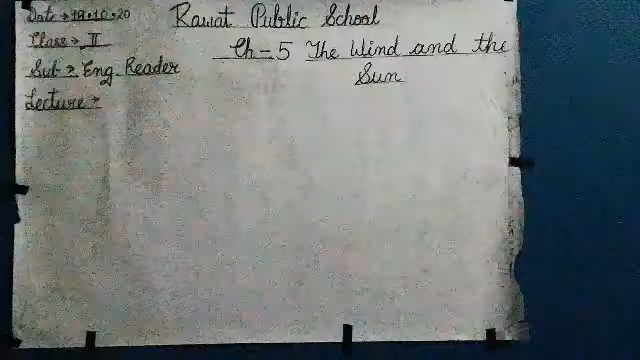 Date → 19.10.20
Rawat Public School
Class → II
Ch - 5 The Wind and the
Sun
Sub → Eng. Reader
Lecture →